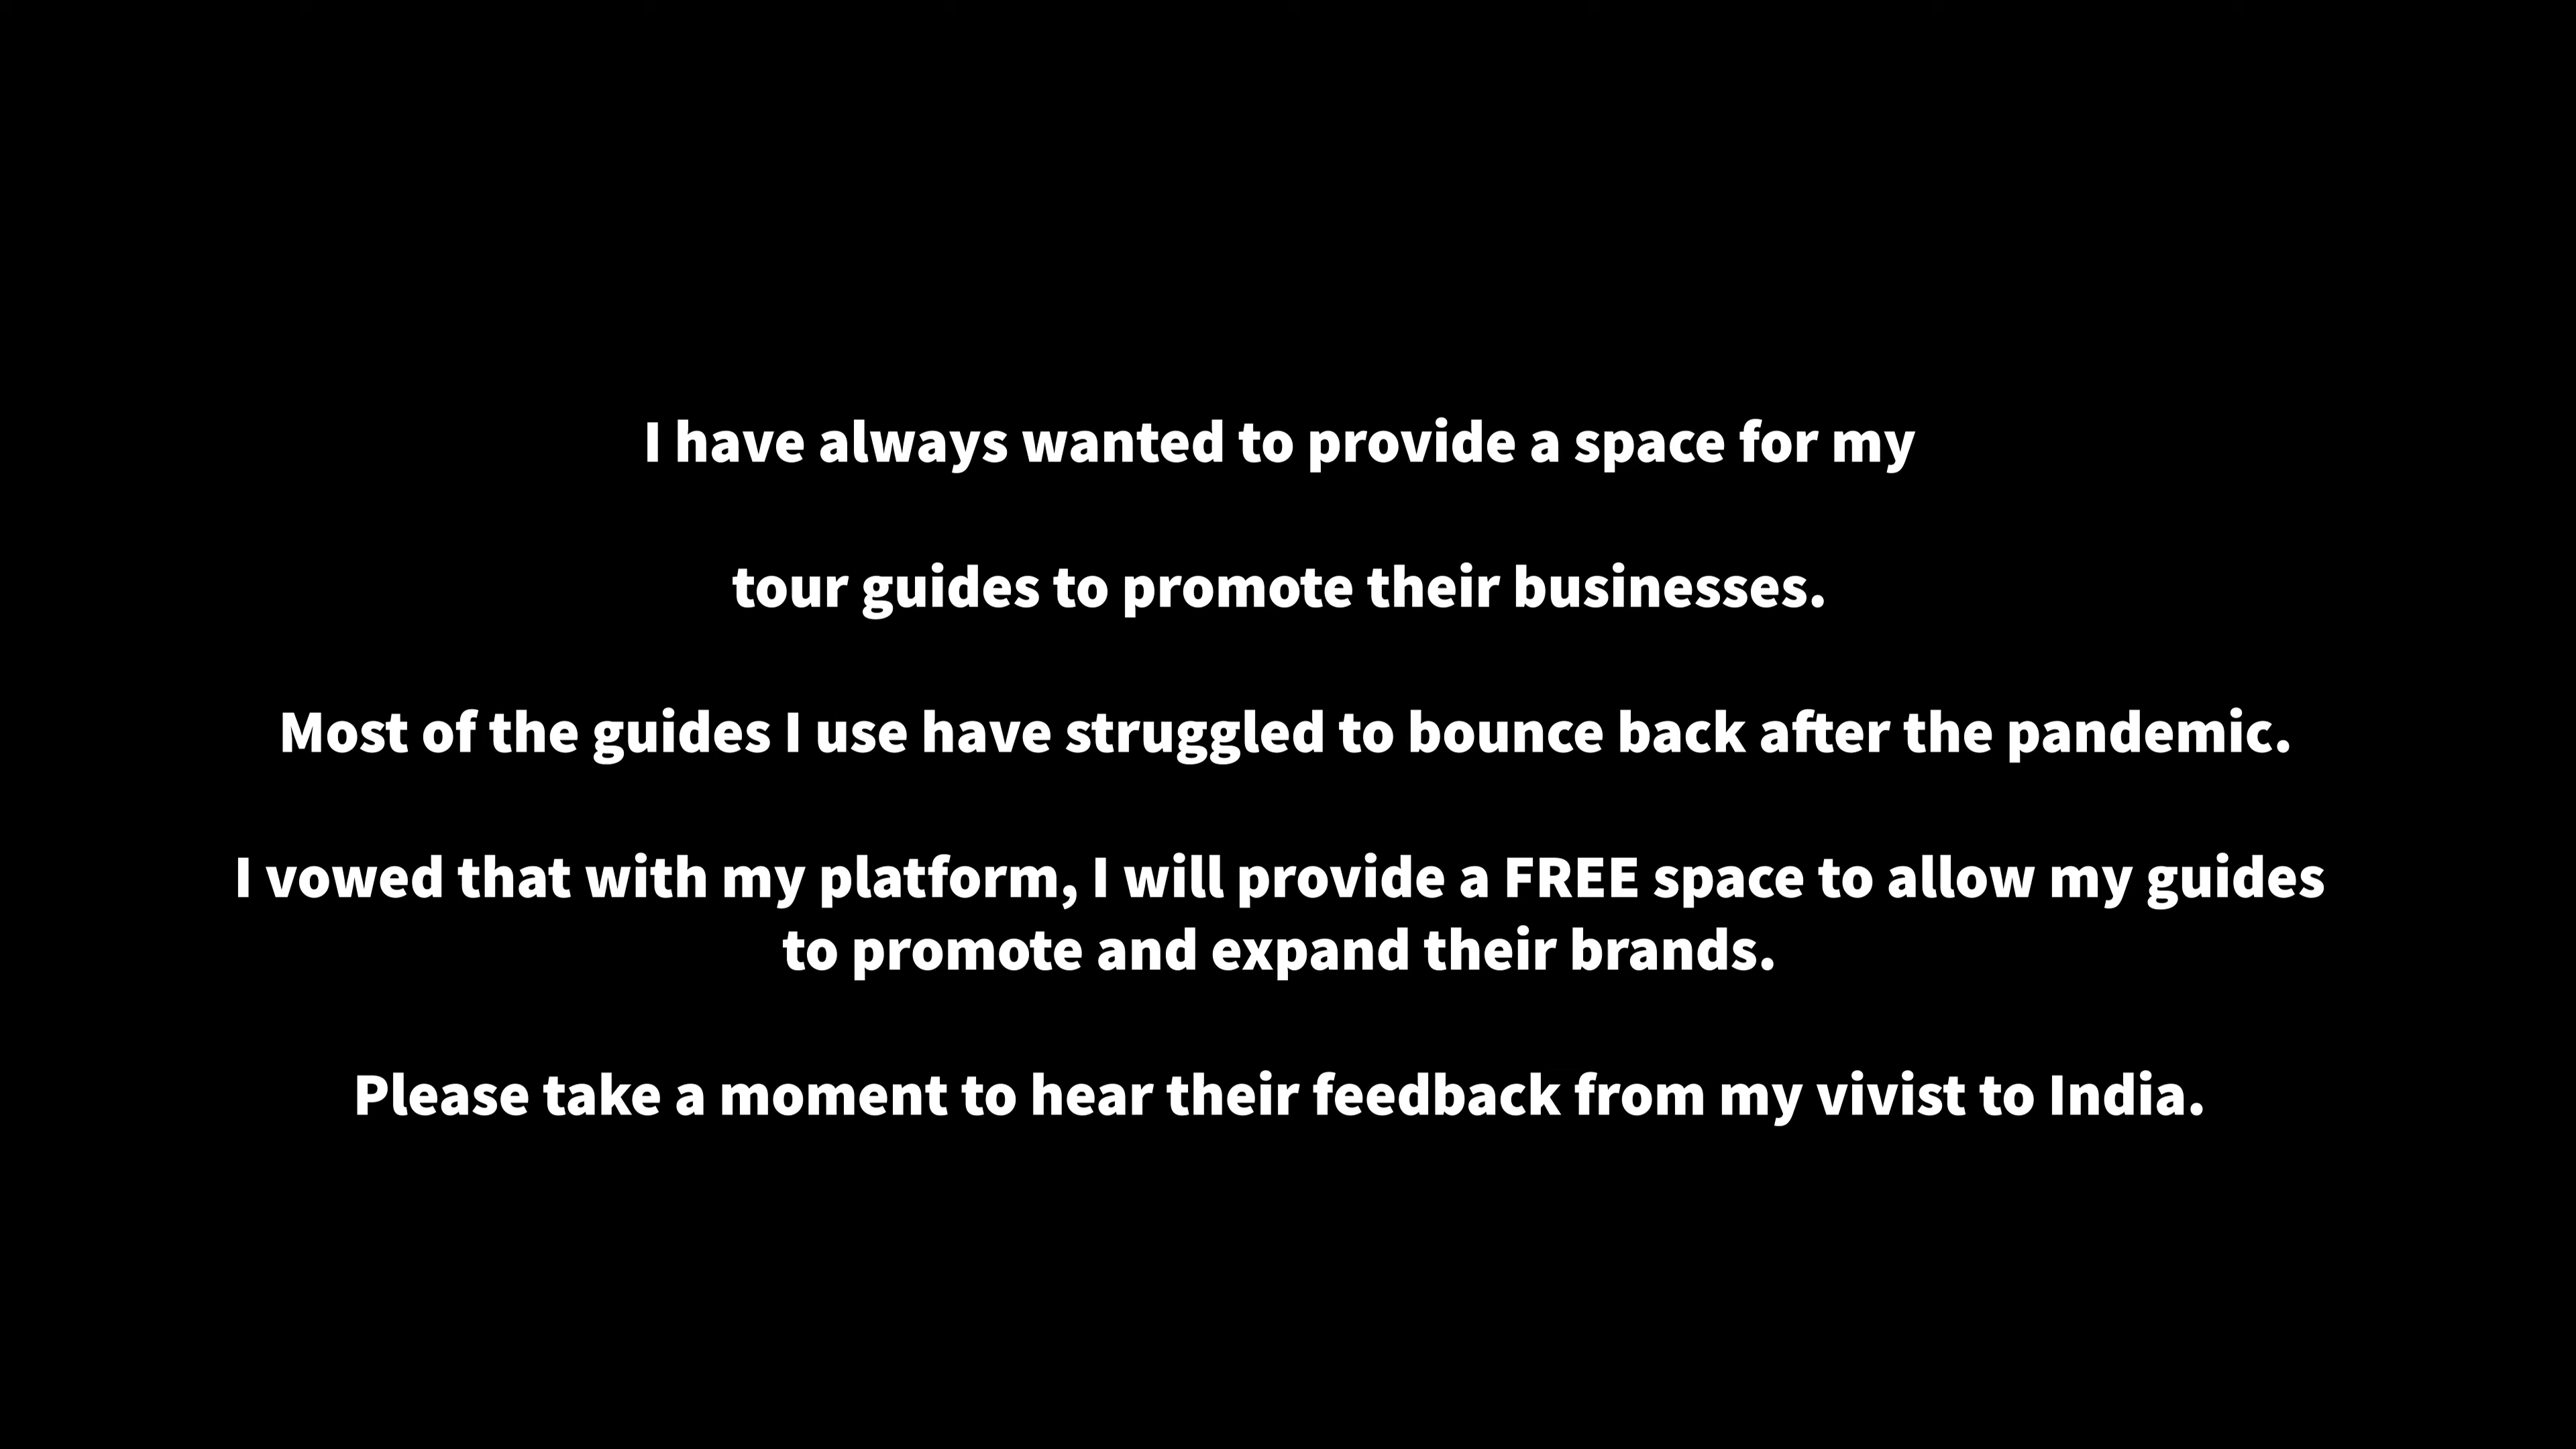 I have always wanted to provide a space for my
tour guides to promote their businesses.
Most of the guides I use have struggled to bounce back after the pandemic.
I vowed that with my platform, I will provide a FREE space to allow my guides
to promote and expand their brands.
Please take a moment to hear their feedback from my vivist to India.